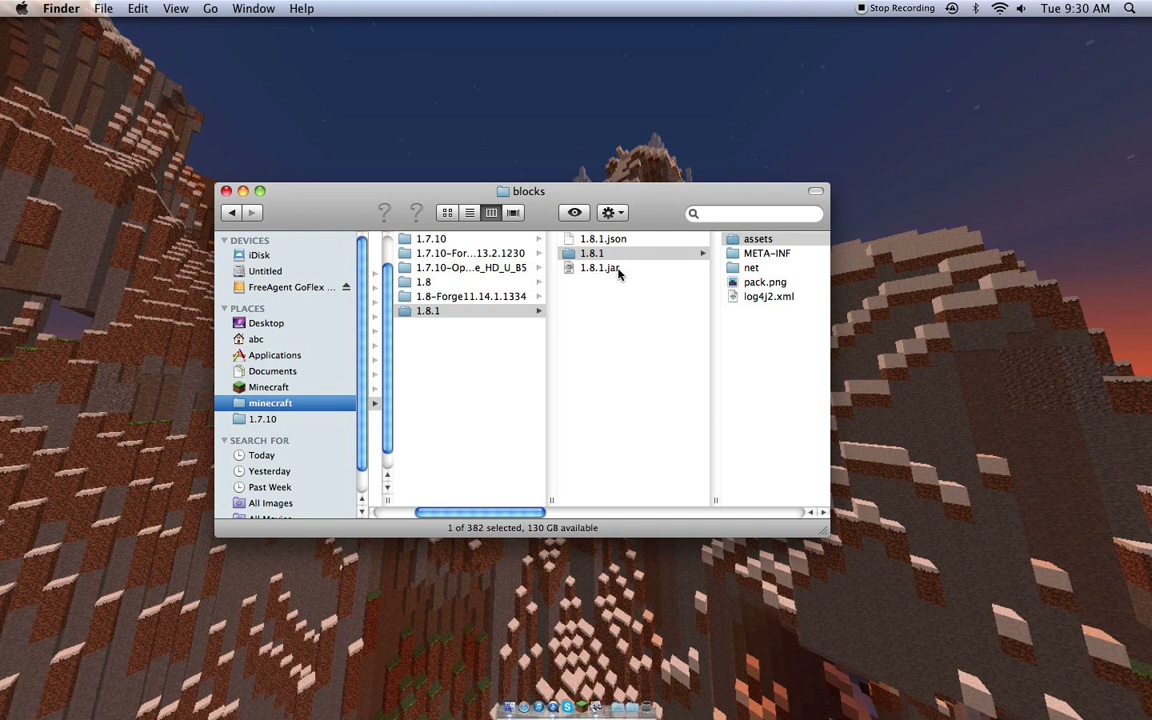 Finder File Edit View Go Window Help Stop Recording Tue 9:30 AM
blocks
DEVICES
iDisk
Untitled
FreeAgent GoFlex ...
PLACES
Desktop
abc
Applications
Documents
Minecraft
minecraft
1.7.10
SEARCH FOR
Today
Yesterday
Past Week
All Images
1.7.10
1.7.10-For...13.2.1230
1.7.10-Op...e_HD_U_B5
1.8
1.8-Forge11.14.1.1334
1.8.1
1.8.1.json
1.8.1
1.8.1.jar
assets
META-INF
net
pack.png
log4j2.xml
1 of 382 selected, 130 GB available